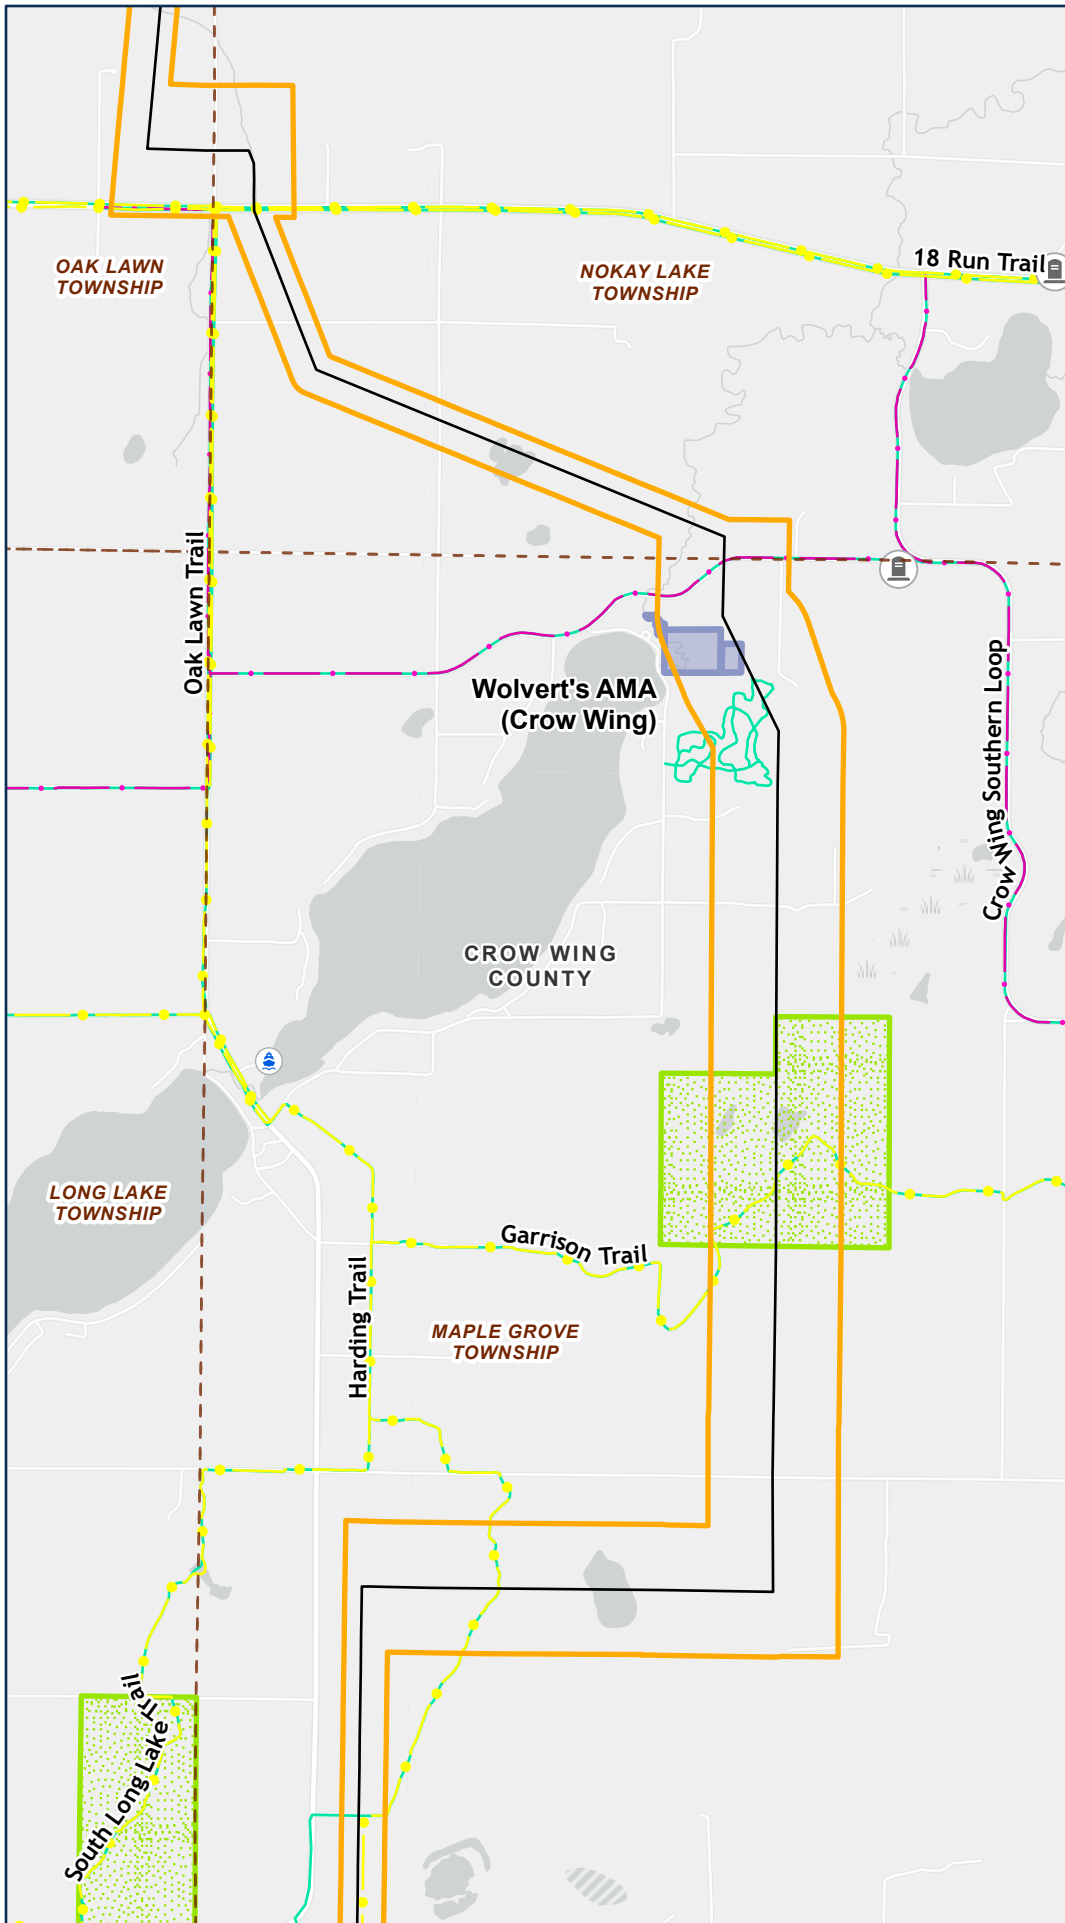 18 Run Trail
OAK LAWN
TOWNSHIP
NOKAY LAKE
TOWNSHIP
Oak Lawn Trail
Wolvert's AMA
(Crow Wing)
Crow Wing Southern Loop
CROW WING
COUNTY
LONG LAKE
TOWNSHIP
Garrison Trail
Harding Trail
MAPLE GROVE
TOWNSHIP
South Long Lake Trail